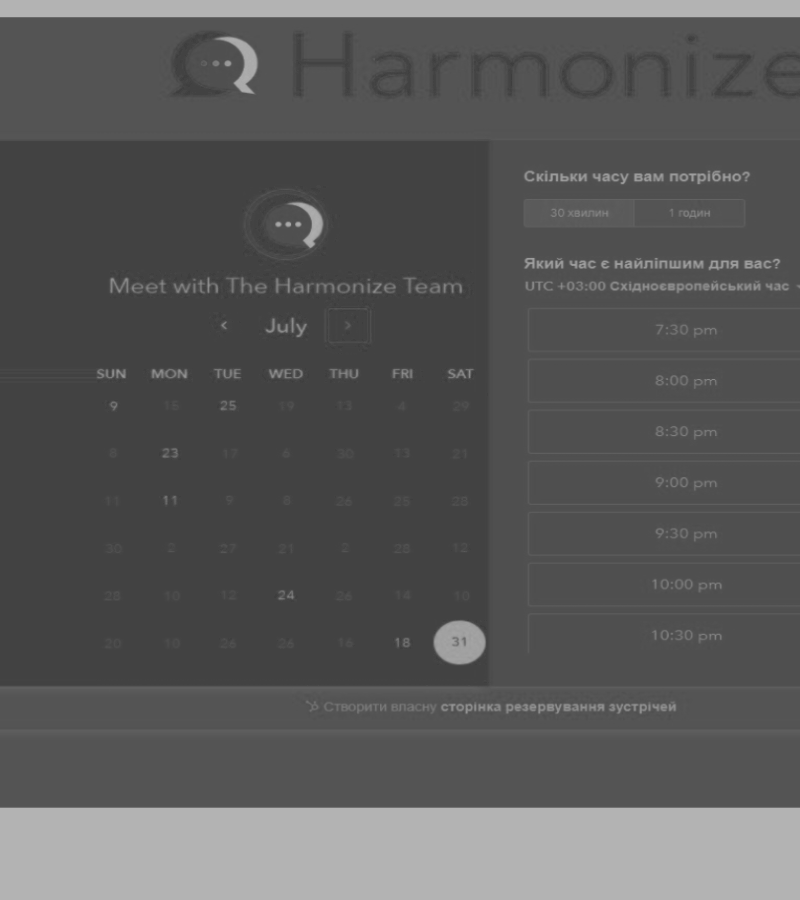 Harmonize
Meet with The Harmonize Team
July
SUN MON TUE WED THU FRI SAT
9 15 25 19 13 4 29
8 23 17 6 30 13 21
11 11 9 8 26 25 23
30 2 27 21 2 28 12
28 10 12 24 26 14 10
20 19 26 26 16 18 31
Скільки часу вам потрібно?
30 хвилин 1 годин
Який час є найліпшим для вас?
UTC +03:00 Східноєвропейський час
7:30 pm
8:00 pm
8:30 pm
9:00 pm
9:30 pm
10:00 pm
10:30 pm
Створити власну сторінка резервування зустрічей